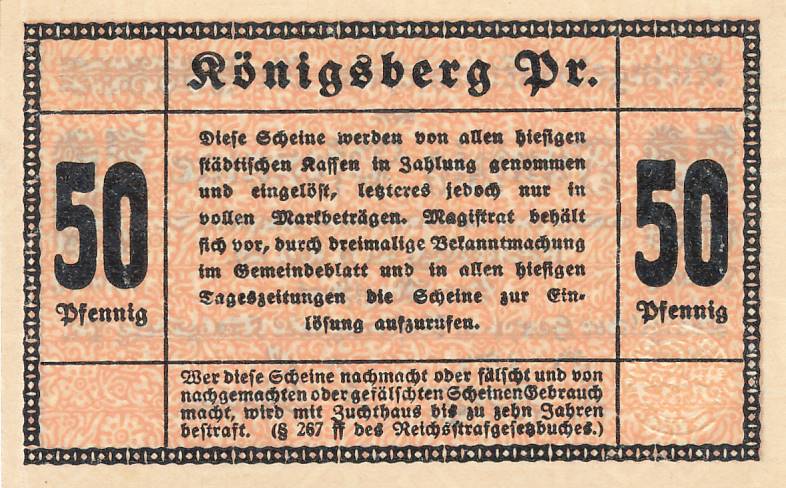 Königsberg Pr.
50
Pfennig
Diese Scheine werden von allen hiesigen
städtischen Kassen in Zahlung genommen
und eingelöst, letzteres jedoch nur in
vollen Markbeträgen. Magistrat behält
sich vor, durch dreimalige Bekanntmachung
im Gemeindeblatt und in allen hiesigen
Tageszeitungen die Scheine zur Ein-
lösung aufzurufen.
50
Pfennig
Wer diese Scheine nachmacht oder fälscht und von
nachgemachten oder gefälschten Scheinen Gebrauch
macht, wird mit Zuchthaus bis zu zehn Jahren
bestraft. (§ 267 ff des Reichsstrafgesetzbuches.)